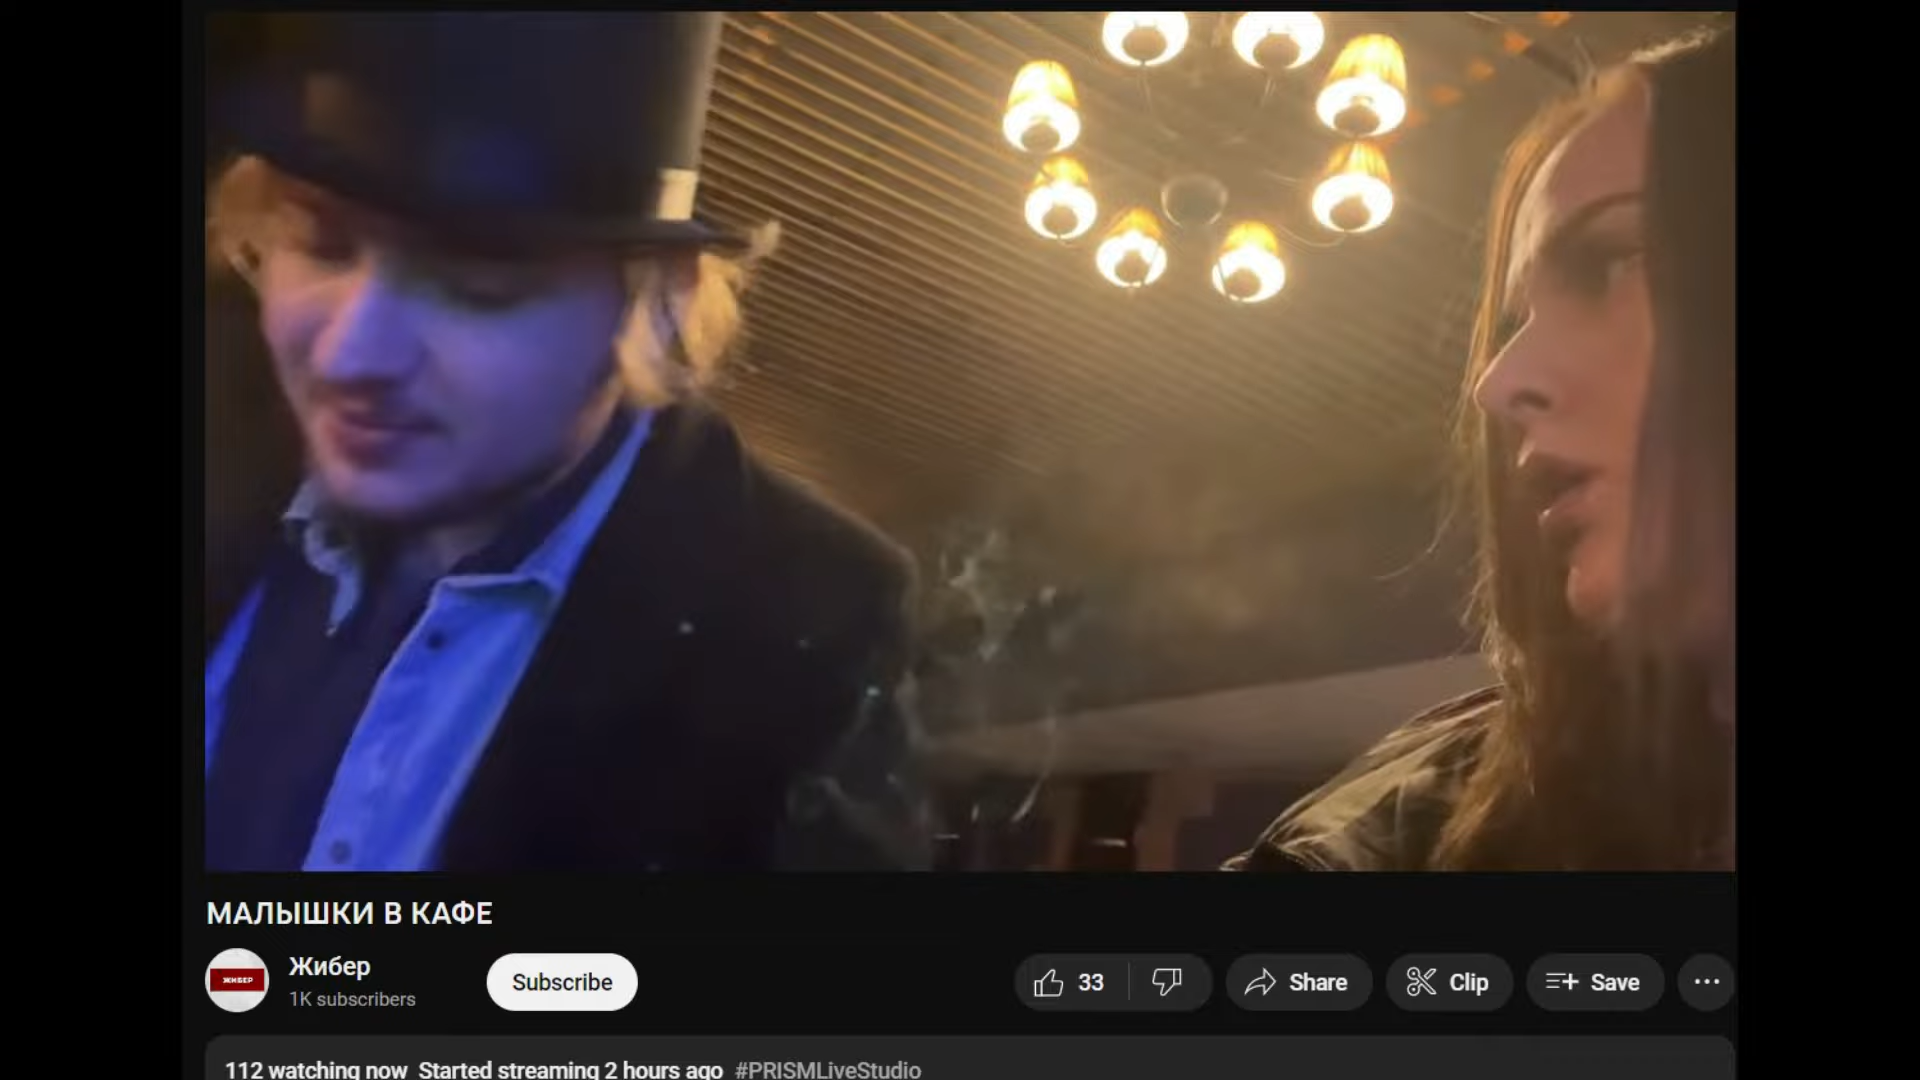 МАЛЫШКИ В КАФЕ
ЖИБЕР
Жибер
1K subscribers
Subscribe
33
Share
Clip
Save
112 watching now Started streaming 2 hours ago #PRISMLiveStudio